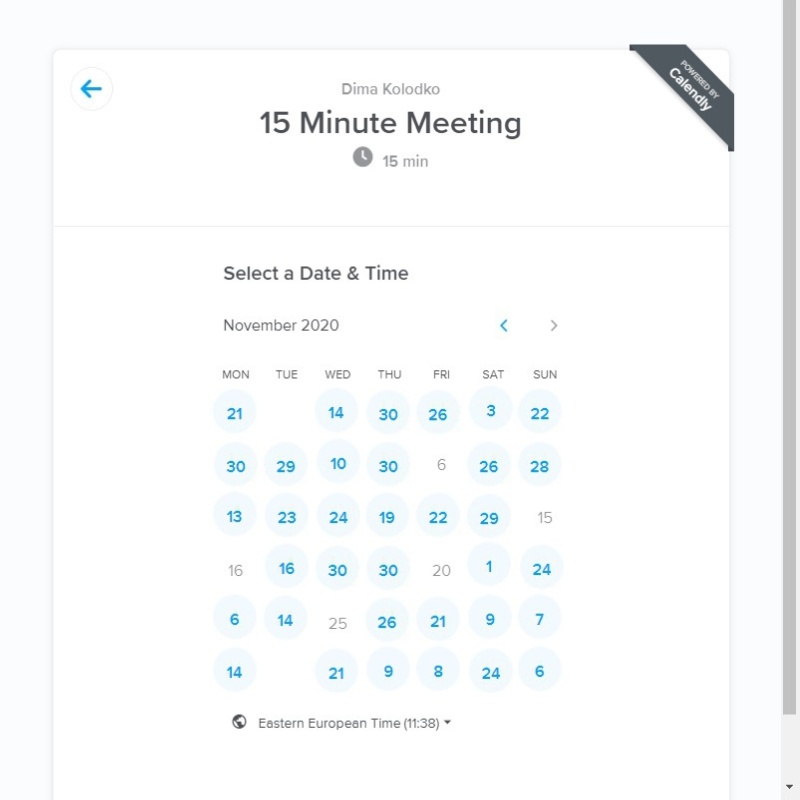 POWERED BY
Calendly
Dima Kolodko
15 Minute Meeting
15 min
Select a Date & Time
November 2020
MON TUE WED THU FRI SAT SUN
21 14 30 26 3 22
30 29 10 30 6 26 28
13 23 24 19 22 29 15
16 16 30 30 20 1 24
6 14 25 26 21 9 7
14 21 9 8 24 6
Eastern European Time (11:38)